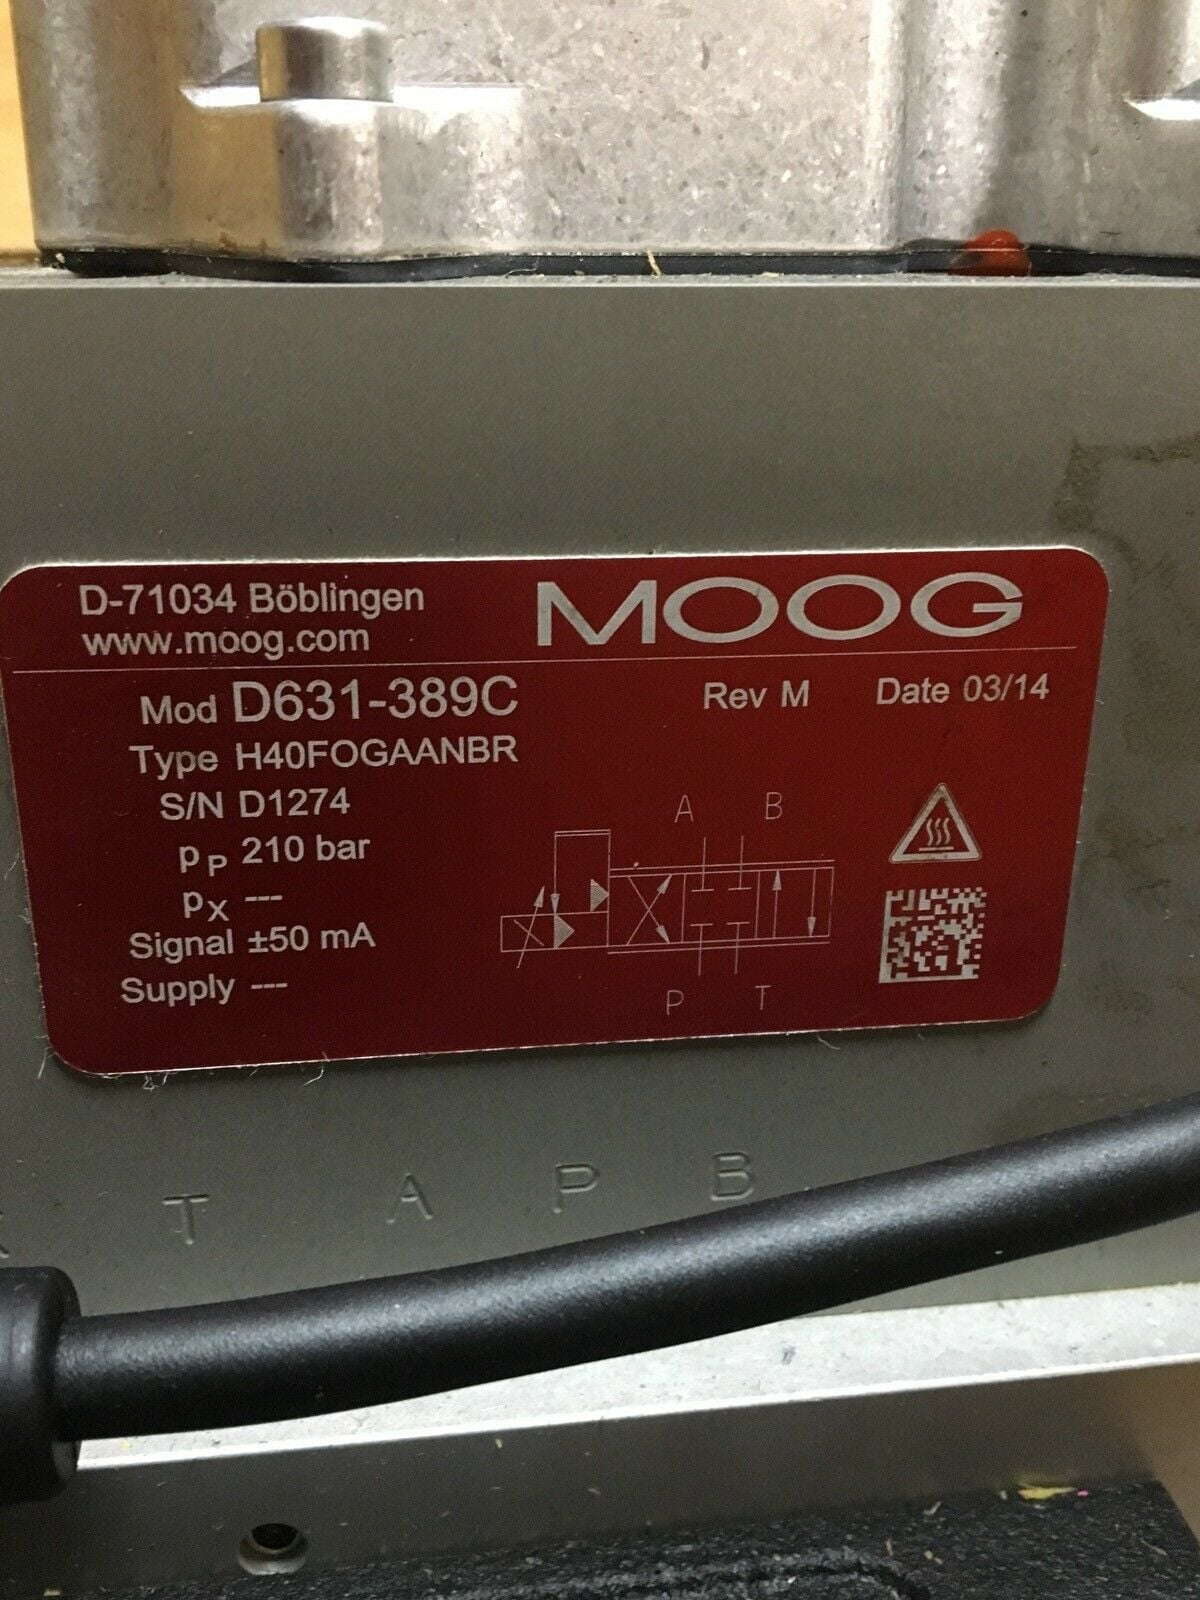 D-71034 Böblingen
www.moog.com
MOOG
Mod D631-389C Rev M Date 03/14
Type H40FOGAANBR
S/N D1274
pP 210 bar
pX ---
Signal ±50 mA
Supply ---
A B
P T
T A P B